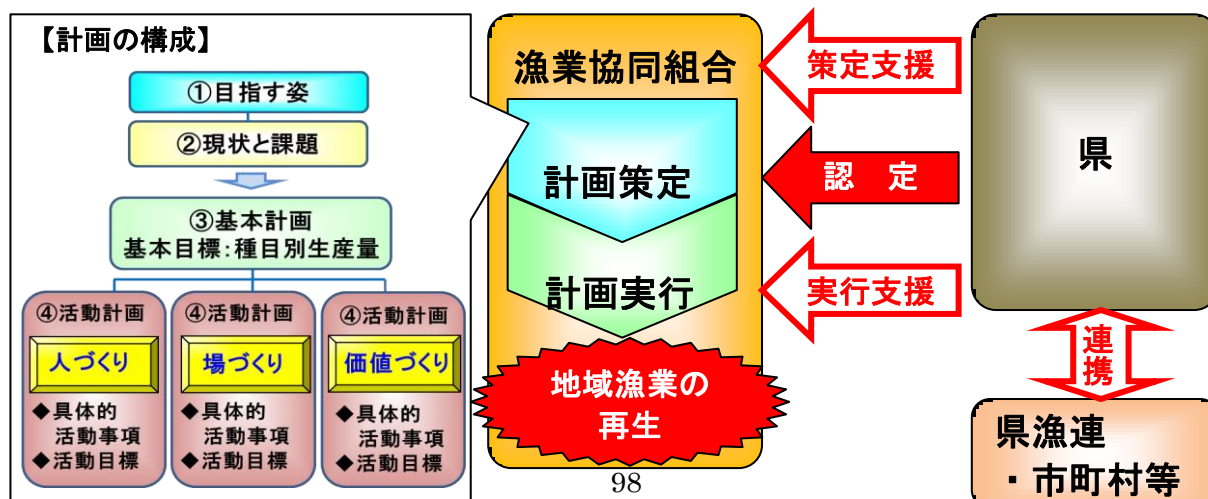 【計画の構成】
①目指す姿
②現状と課題
③基本計画
基本目標：種目別生産量
④活動計画
人づくり
◆具体的
活動事項
◆活動目標
④活動計画
場づくり
◆具体的
活動事項
◆活動目標
④活動計画
価値づくり
◆具体的
活動事項
◆活動目標
漁業協同組合
計画策定
計画実行
地域漁業の
再生
策定支援
認　定
実行支援
県
連
携
県漁連
・市町村等
98